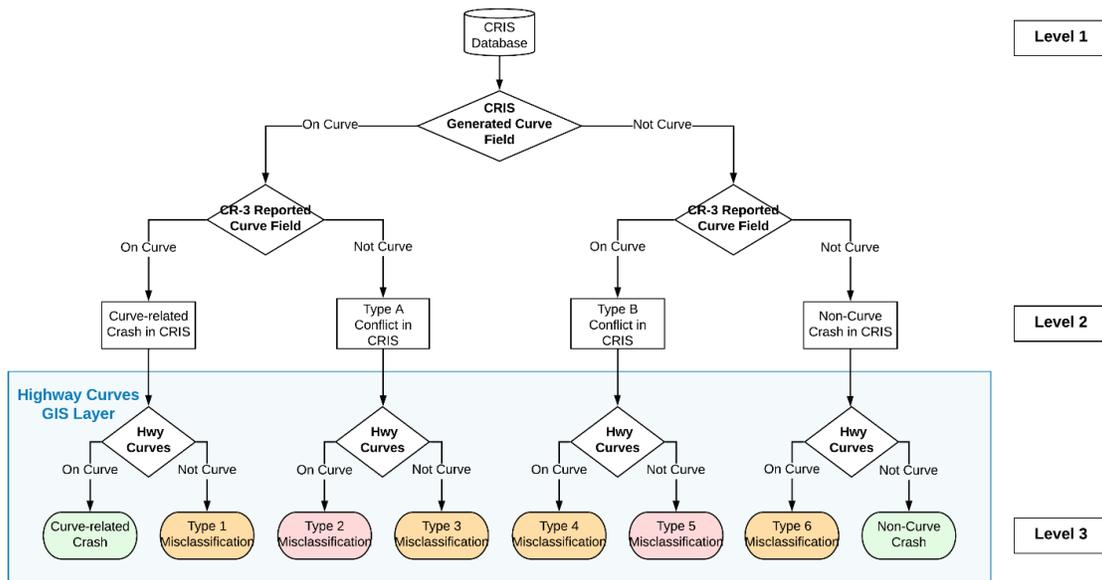 CRIS
Database
Level 1
CRIS
Generated Curve
Field
On Curve
Not Curve
CR-3 Reported
Curve Field
CR-3 Reported
Curve Field
On Curve
Not Curve
On Curve
Not Curve
Curve-related
Crash in CRIS
Type A
Conflict in
CRIS
Type B
Conflict in
CRIS
Non-Curve
Crash in CRIS
Level 2
Highway Curves
GIS Layer
Hwy
Curves
Hwy
Curves
Hwy
Curves
Hwy
Curves
On Curve
Not Curve
On Curve
Not Curve
On Curve
Not Curve
On Curve
Not Curve
Curve-related
Crash
Type 1
Misclassification
Type 2
Misclassification
Type 3
Misclassification
Type 4
Misclassification
Type 5
Misclassification
Type 6
Misclassification
Non-Curve
Crash
Level 3